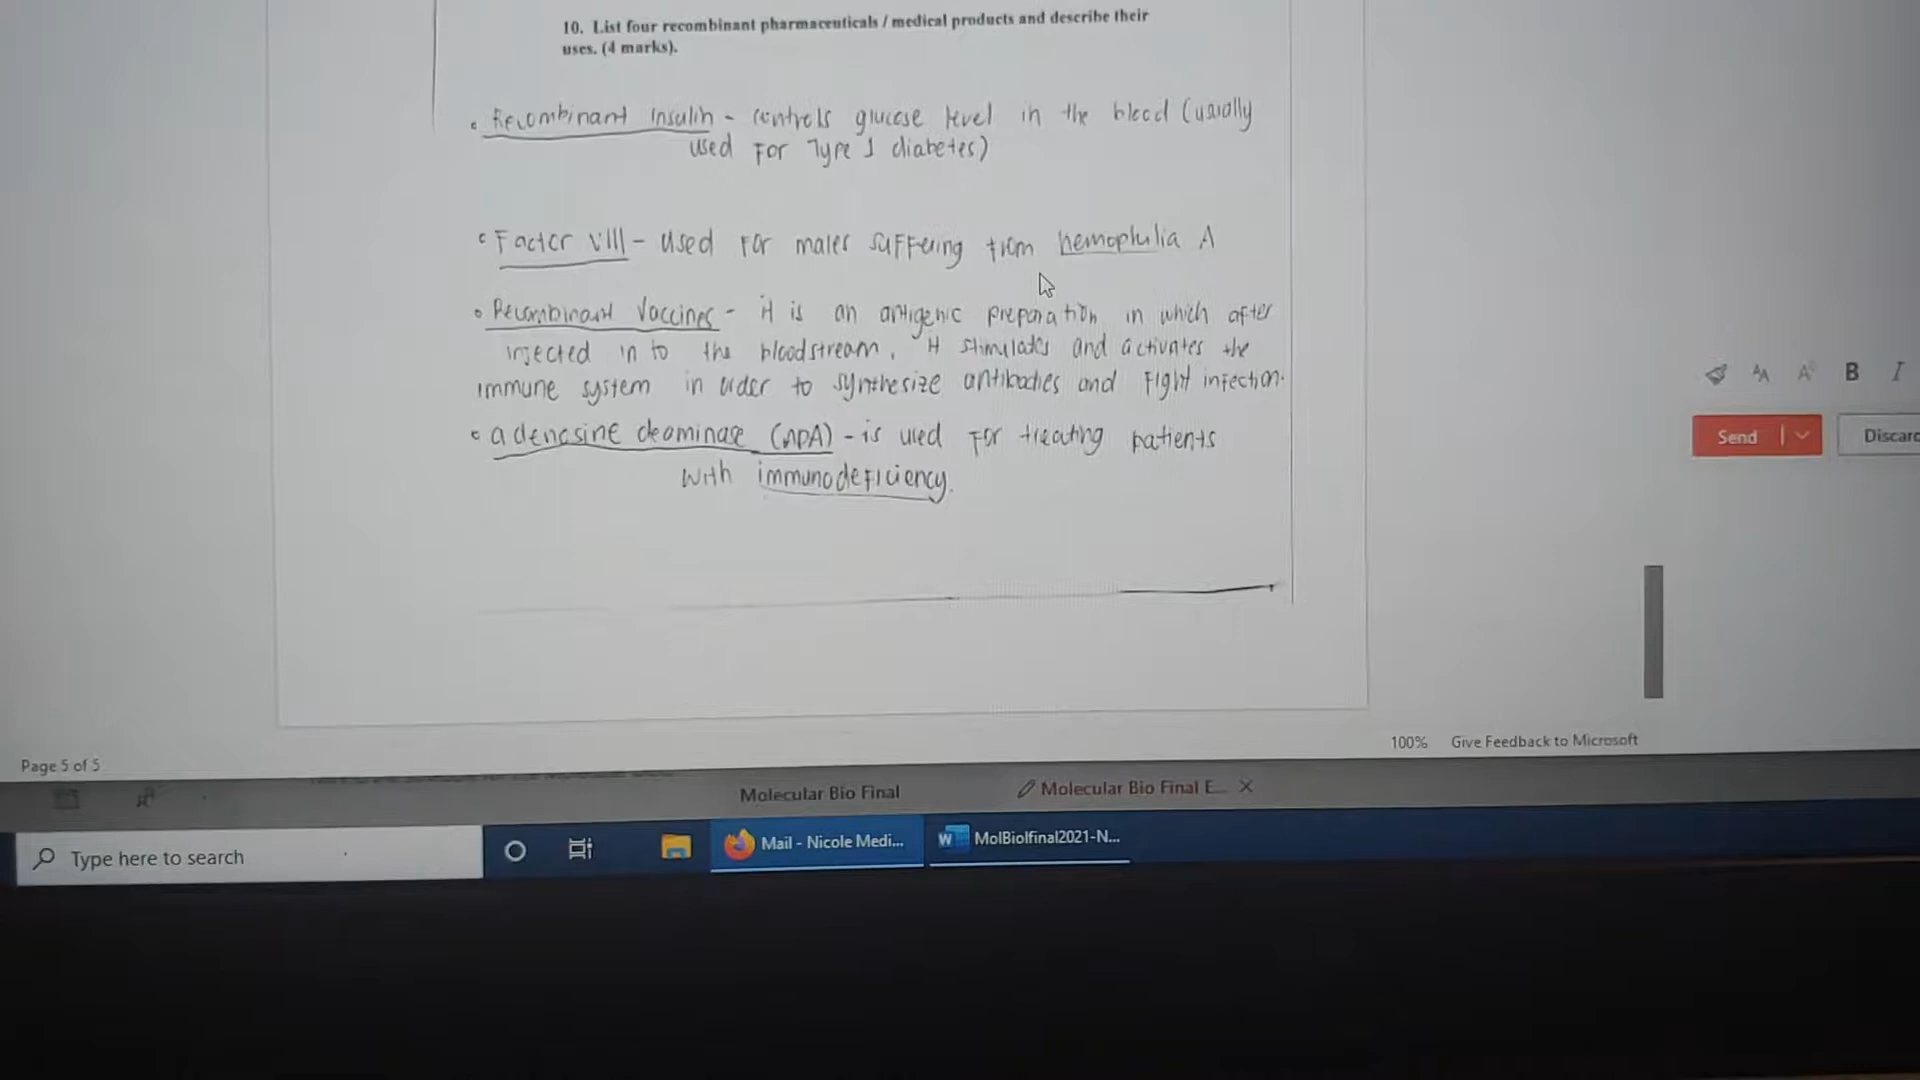 10. List four recombinant pharmaceuticals / medical products and describe their
uses. (4 marks).
• Recombinant Insulin - controls glucose level in the blood (usually
used for Type 1 diabetes)
• Factor VIII - used for males suffering from hemophilia A
• Recombinant Vaccines - it is an antigenic preparation in which after
injected in to the bloodstream, it stimulates and activates the
immune system in order to synthesize antibodies and fight infection.
• adenosine deaminase (ADA) - is used for treating patients
with immunodeficiency.
B I
Send
Discard
100% Give Feedback to Microsoft
Page 5 of 5
Molecular Bio Final
Molecular Bio Final E...
Type here to search
Mail - Nicole Medi...
MolBiolfinal2021-N...